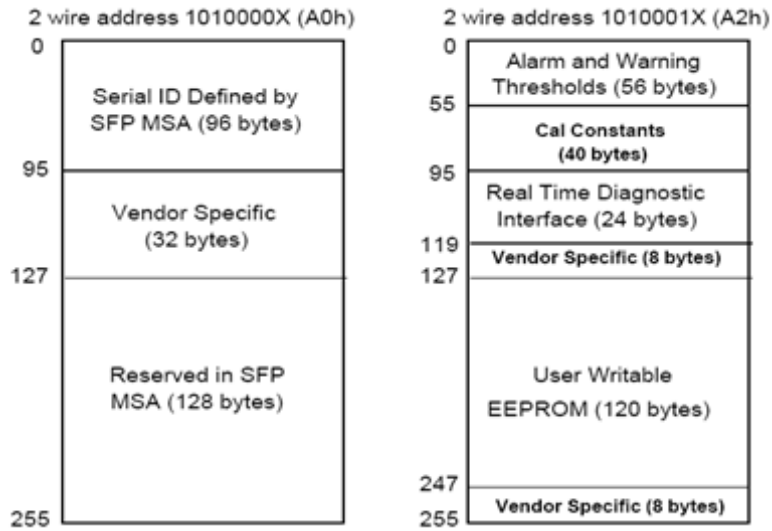 2 wire address 1010000X (A0h)
0
Serial ID Defined by
SFP MSA (96 bytes)
95
Vendor Specific
(32 bytes)
127
Reserved in SFP
MSA (128 bytes)
255
2 wire address 1010001X (A2h)
0
Alarm and Warning
Thresholds (56 bytes)
55
Cal Constants
(40 bytes)
95
Real Time Diagnostic
Interface (24 bytes)
119
Vendor Specific (8 bytes)
127
User Writable
EEPROM (120 bytes)
247
Vendor Specific (8 bytes)
255